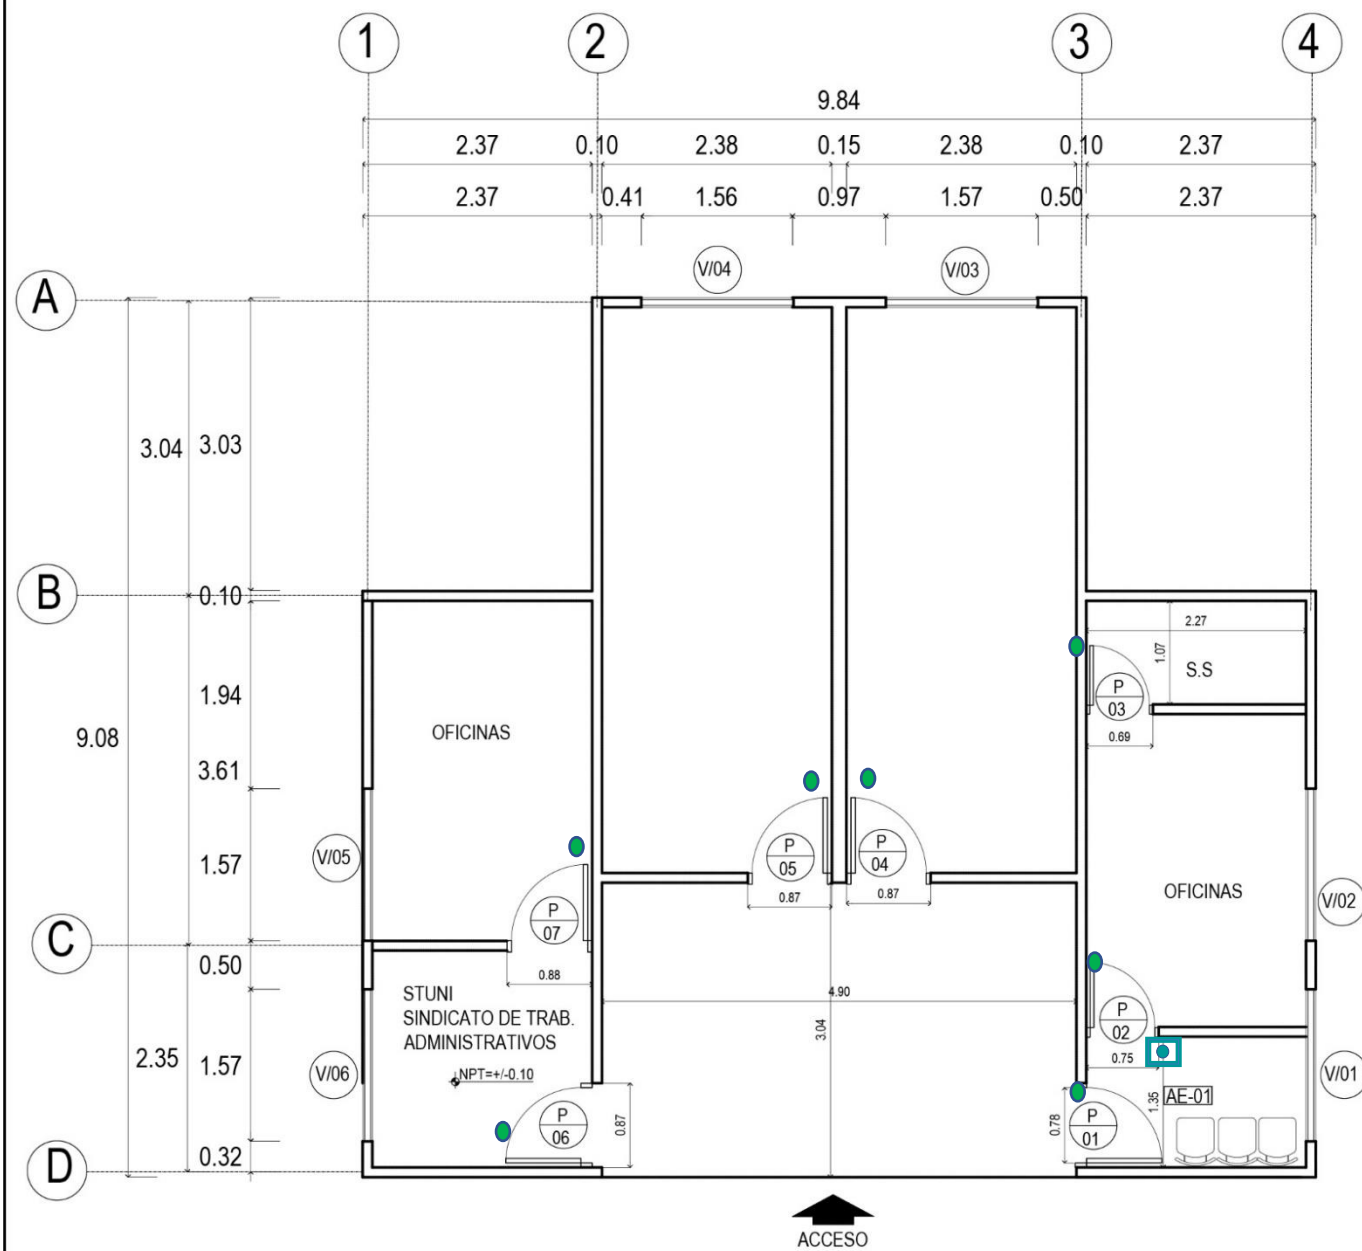 1 2 3 4
9.84
2.37 0.10 2.38 0.15 2.38 0.10 2.37
2.37 0.41 1.56 0.97 1.57 0.50 2.37
V/04 V/03
A
3.04 3.03
B
0.10
2.27
1.07
S.S
1.94
P
03
9.08
OFICINAS
0.69
3.61
V/05
1.57
P
05
P
04
0.87 0.87
OFICINAS
V/02
P
07
C
0.50
0.88
4.90
STUNI
SINDICATO DE TRAB.
ADMINISTRATIVOS
P
02
3.04
2.35 1.57
V/06
0.75
V/01
NPT=+/-0.10
AE-01
1.35
P
06
0.87
0.78
P
01
0.32
D
ACCESO